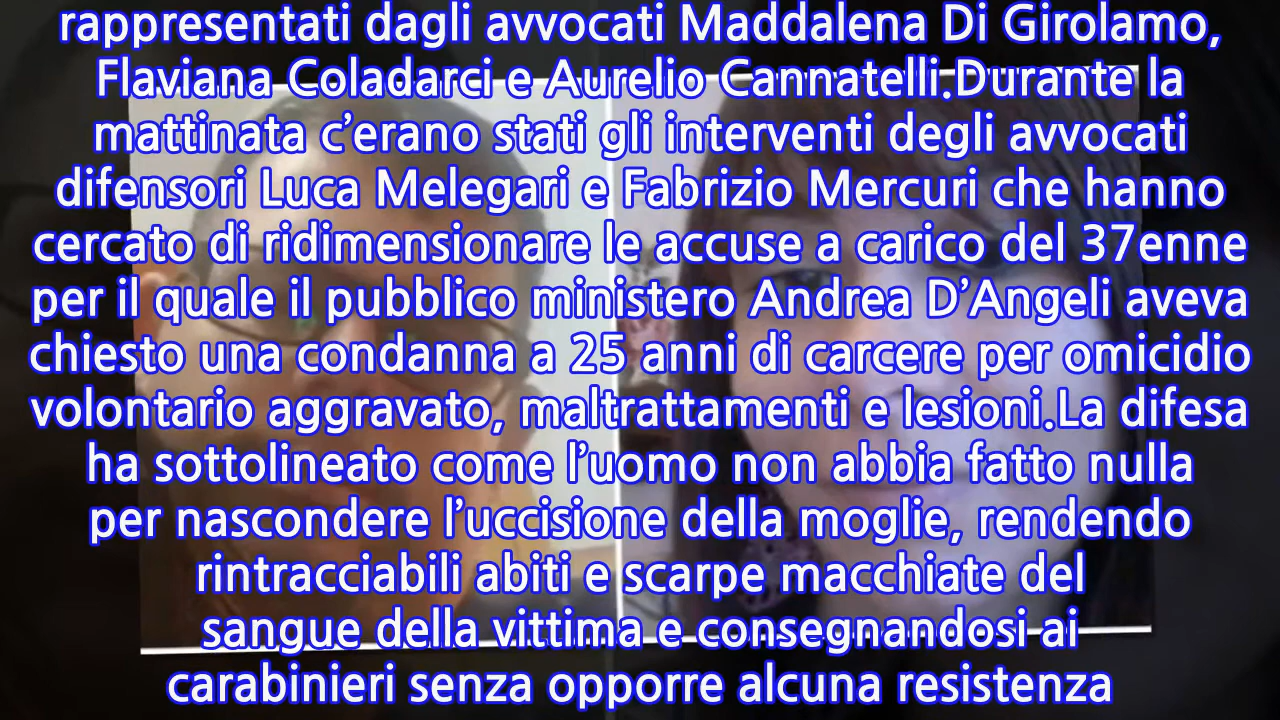 rappresentati dagli avvocati Maddalena Di Girolamo,
Flaviana Coladarci e Aurelio Cannatelli.Durante la
mattinata c’erano stati gli interventi degli avvocati
difensori Luca Melegari e Fabrizio Mercuri che hanno
cercato di ridimensionare le accuse a carico del 37enne
per il quale il pubblico ministero Andrea D’Angeli aveva
chiesto una condanna a 25 anni di carcere per omicidio
volontario aggravato, maltrattamenti e lesioni.La difesa
ha sottolineato come l’uomo non abbia fatto nulla
per nascondere l’uccisione della moglie, rendendo
rintracciabili abiti e scarpe macchiate del
sangue della vittima e consegnandosi ai
carabinieri senza opporre alcuna resistenza